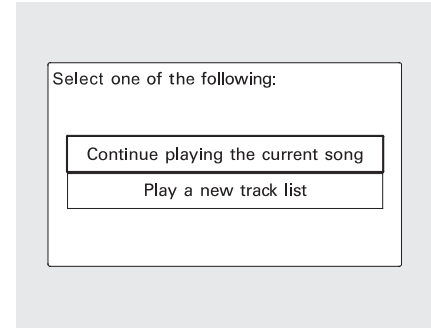 Select one of the following:
Continue playing the current song
Play a new track list